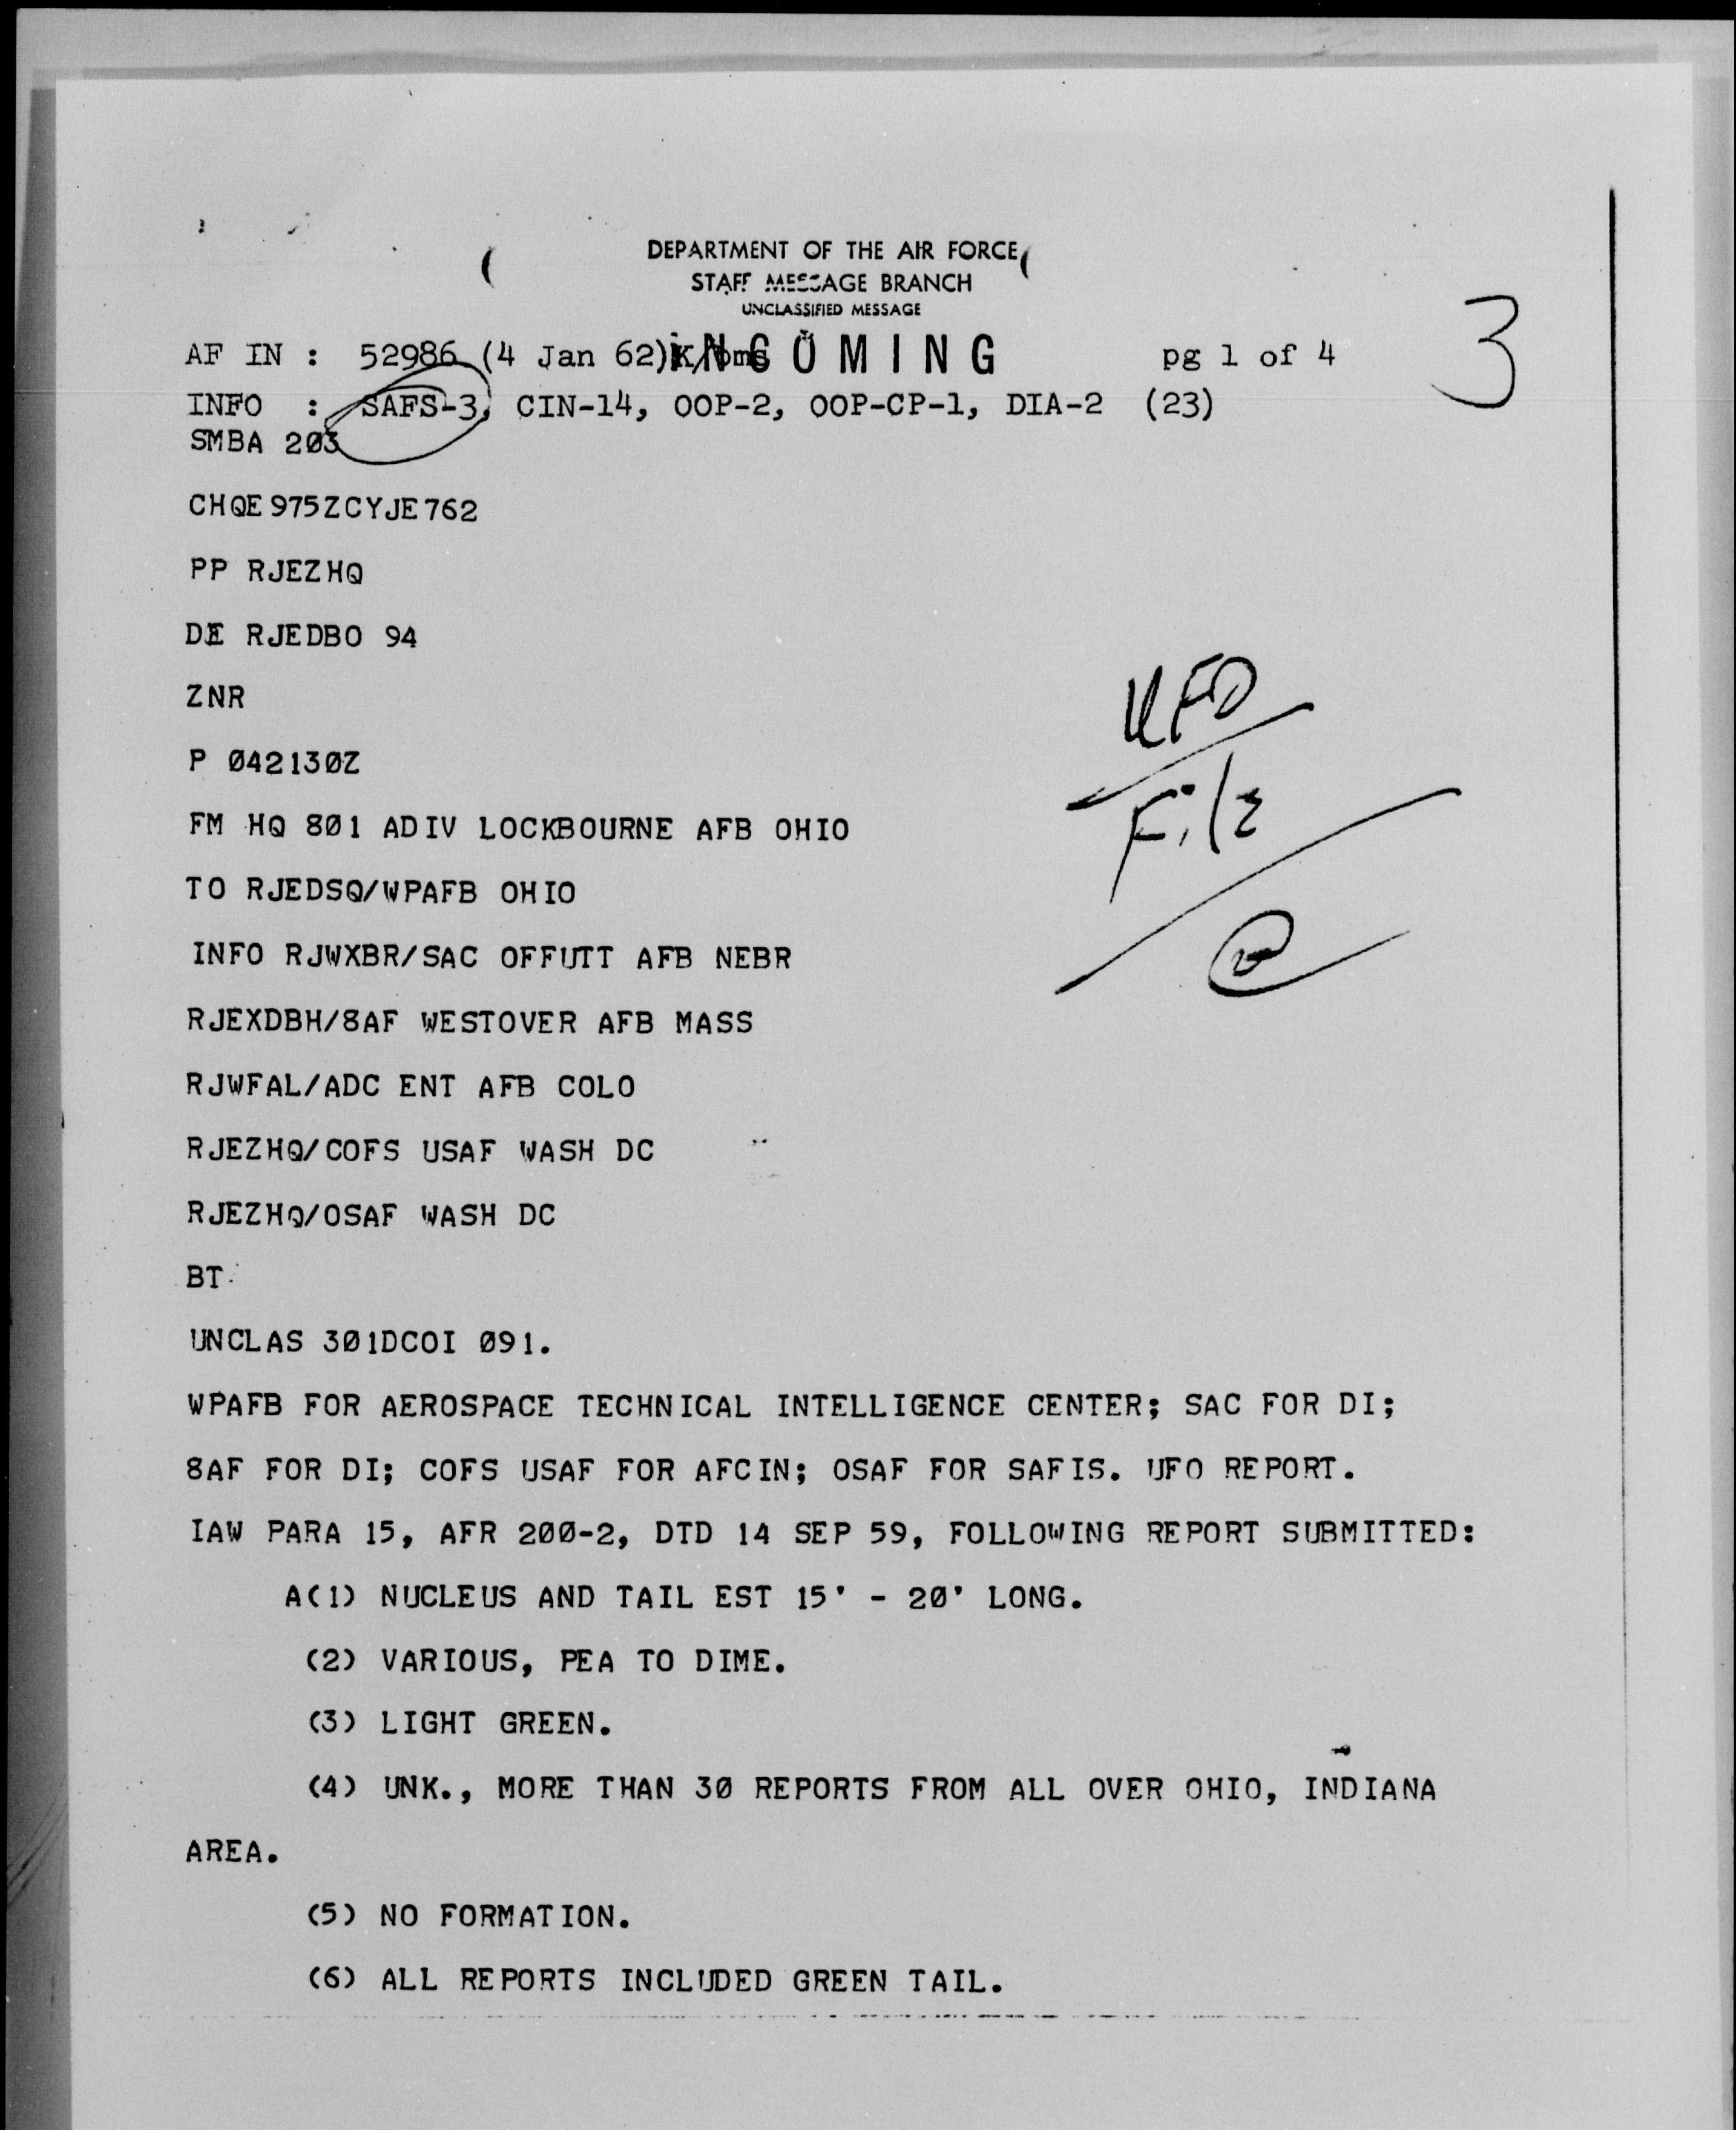 DEPARTMENT OF THE AIR FORCE
STAFF MESSAGE BRANCH
UNCLASSIFIED MESSAGE
INCOMING
AF IN : 52986 (4 Jan 62) pg 1 of 4
3
INFO : SAFS-3, CIN-14, OOP-2, OOP-CP-1, DIA-2 (23)
SMBA 203
CHQE975ZCYJE762
PP RJEZHQ
DE RJEDBO 94
ZNR
P 042130Z
UFO
File
FM HQ 801 ADIV LOCKBOURNE AFB OHIO
TO RJEDSQ/WPAFB OHIO
INFO RJWXBR/SAC OFFUTT AFB NEBR
RJEXDBH/8AF WESTOVER AFB MASS
RJWFAL/ADC ENT AFB COLO
RJEZHQ/COFS USAF WASH DC
RJEZHQ/OSAF WASH DC
BT
UNCLAS 301DCOI 091.
WPAFB FOR AEROSPACE TECHNICAL INTELLIGENCE CENTER; SAC FOR DI;
8AF FOR DI; COFS USAF FOR AFCIN; OSAF FOR SAFIS. UFO REPORT.
IAW PARA 15, AFR 200-2, DTD 14 SEP 59, FOLLOWING REPORT SUBMITTED:
A(1) NUCLEUS AND TAIL EST 15' - 20' LONG.
(2) VARIOUS, PEA TO DIME.
(3) LIGHT GREEN.
(4) UNK., MORE THAN 30 REPORTS FROM ALL OVER OHIO, INDIANA
AREA.
(5) NO FORMATION.
(6) ALL REPORTS INCLUDED GREEN TAIL.